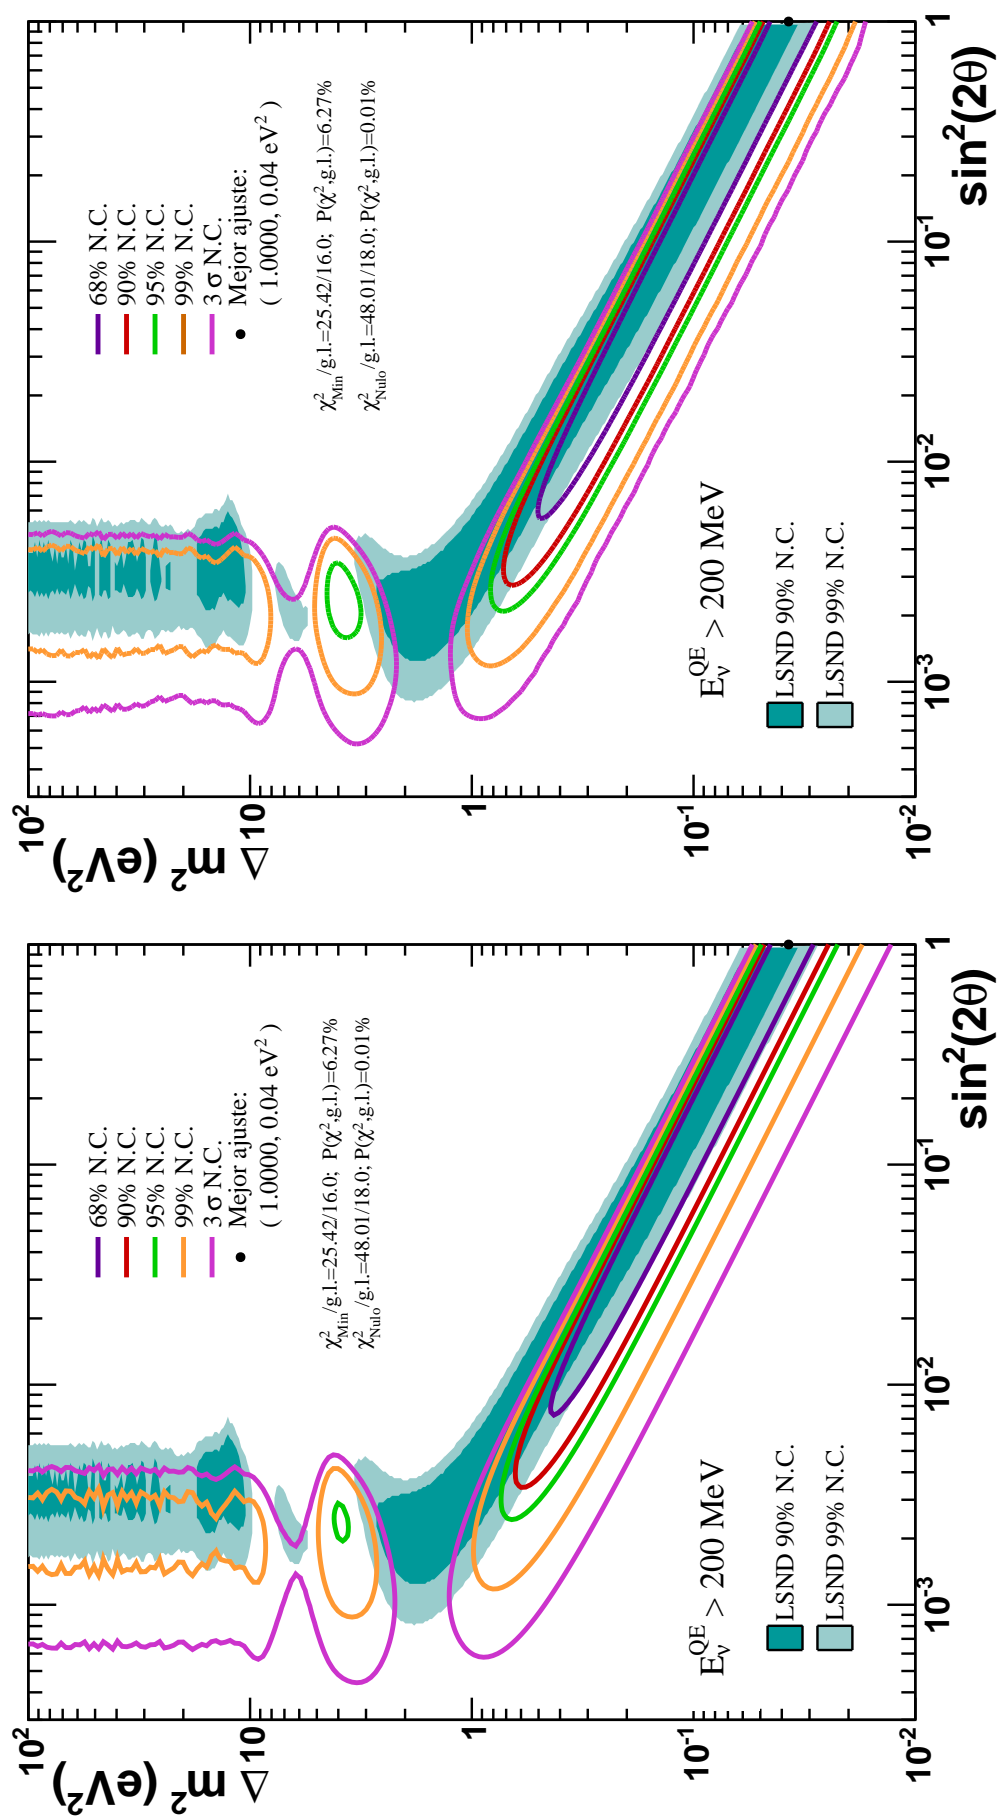 Δ m² (eV²)
10²
10
1
10⁻¹
10⁻²
68% N.C.
90% N.C.
95% N.C.
99% N.C.
3 σ N.C.
Mejor ajuste:
( 1.0000, 0.04 eV² )
χ²Min/g.l.=25.42/16.0; P(χ²,g.l.)=6.27%
χ²Nulo/g.l.=48.01/18.0; P(χ²,g.l.)=0.01%
EνQE > 200 MeV
LSND 90% N.C.
LSND 99% N.C.
10⁻³
10⁻²
10⁻¹
1
sin²(2θ)
Δ m² (eV²)
10²
10
1
10⁻¹
10⁻²
68% N.C.
90% N.C.
95% N.C.
99% N.C.
3 σ N.C.
Mejor ajuste:
( 1.0000, 0.04 eV² )
χ²Min/g.l.=25.42/16.0; P(χ²,g.l.)=6.27%
χ²Nulo/g.l.=48.01/18.0; P(χ²,g.l.)=0.01%
EνQE > 200 MeV
LSND 90% N.C.
LSND 99% N.C.
10⁻³
10⁻²
10⁻¹
1
sin²(2θ)